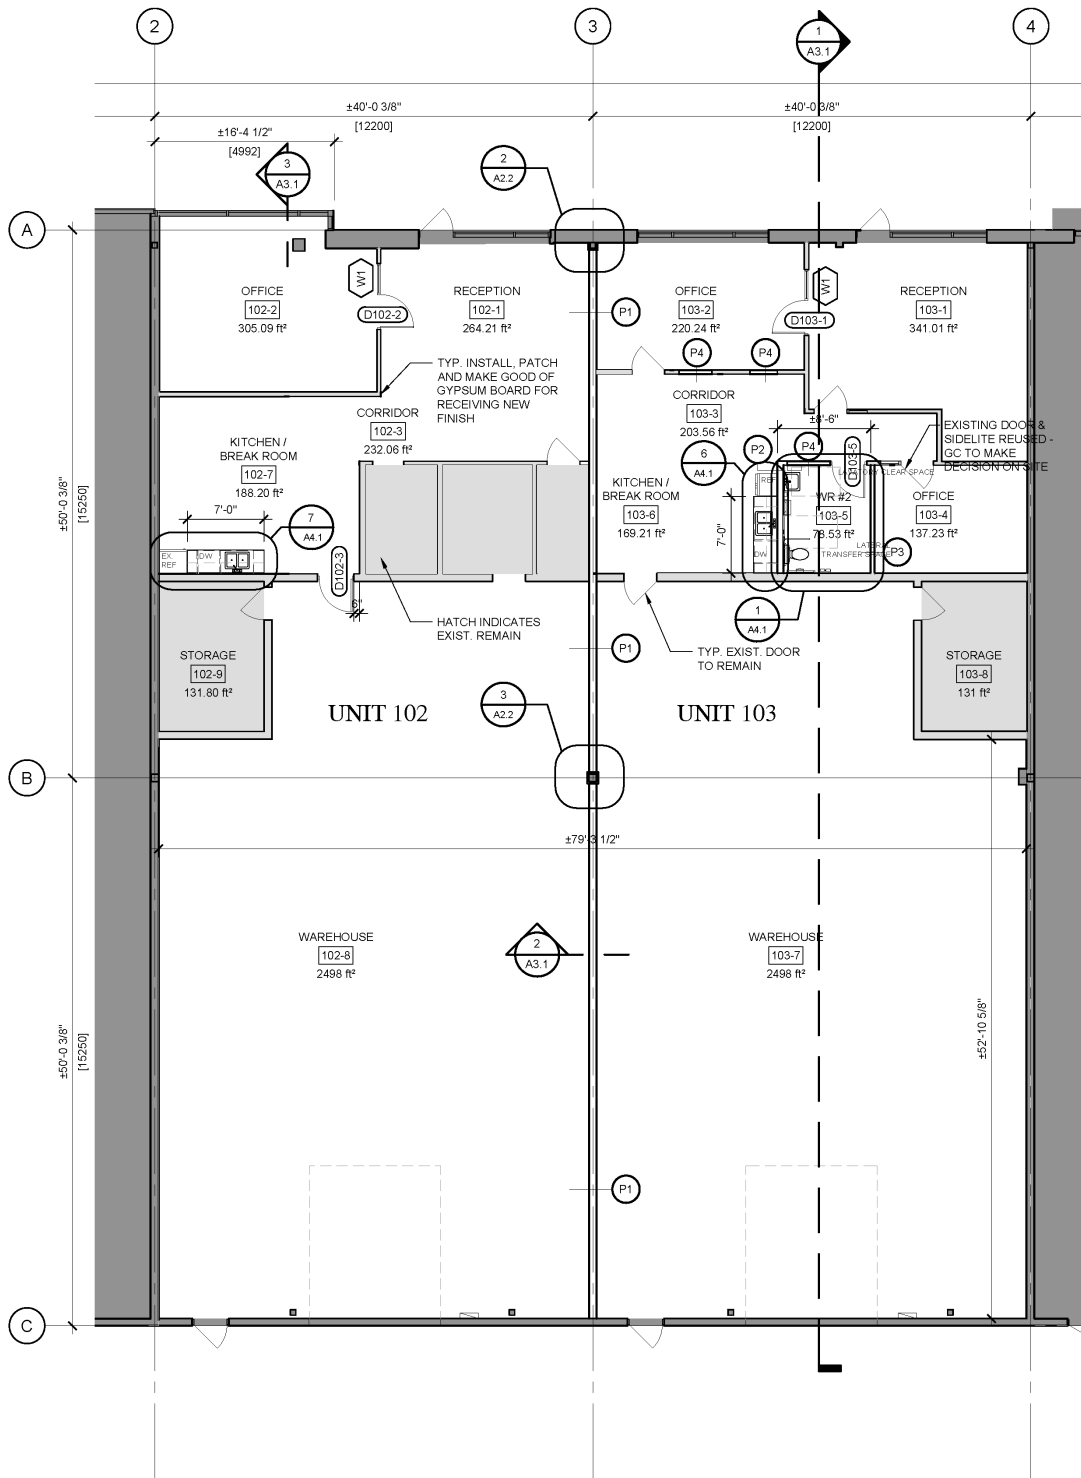 2
3
4
1
A3.1
±40'-0 3/8"
[12200]
±40'-0 3/8"
[12200]
±16'-4 1/2"
[4992]
3
A3.1
2
A2.2
A
OFFICE
102-2
305.09 ft²
W1
D102-2
RECEPTION
102-1
264.21 ft²
P1
OFFICE
103-2
220.24 ft²
W1
D103-1
RECEPTION
103-1
341.01 ft²
P4
P4
TYP. INSTALL, PATCH
AND MAKE GOOD OF
GYPSUM BOARD FOR
RECEIVING NEW
FINISH
CORRIDOR
102-3
232.06 ft²
CORRIDOR
103-3
203.56 ft²
±8'-6"
EXISTING DOOR &
SIDELITE REUSED -
GC TO MAKE
DECISION ON SITE
KITCHEN /
BREAK ROOM
102-7
188.20 ft²
6
A4.1
P2
P4
D103-5
LAVATORY CLEAR SPACE
REF
KITCHEN /
BREAK ROOM
103-6
169.21 ft²
WR #2
103-5
78.53 ft²
OFFICE
103-4
137.23 ft²
±50'-0 3/8"
[15250]
7'-0"
7
A4.1
7'-0"
EX.
REF
DW
DW
LATERAL
TRANSFER SPACE
P3
D102-3
6"
HATCH INDICATES
EXIST. REMAIN
1
A4.1
STORAGE
102-9
131.80 ft²
P1
TYP. EXIST. DOOR
TO REMAIN
STORAGE
103-8
131 ft²
UNIT 102
3
A2.2
UNIT 103
B
±79'-3 1/2"
WAREHOUSE
102-8
2498 ft²
2
A3.1
WAREHOUSE
103-7
2498 ft²
±50'-0 3/8"
[15250]
±52'-10 5/8"
P1
C